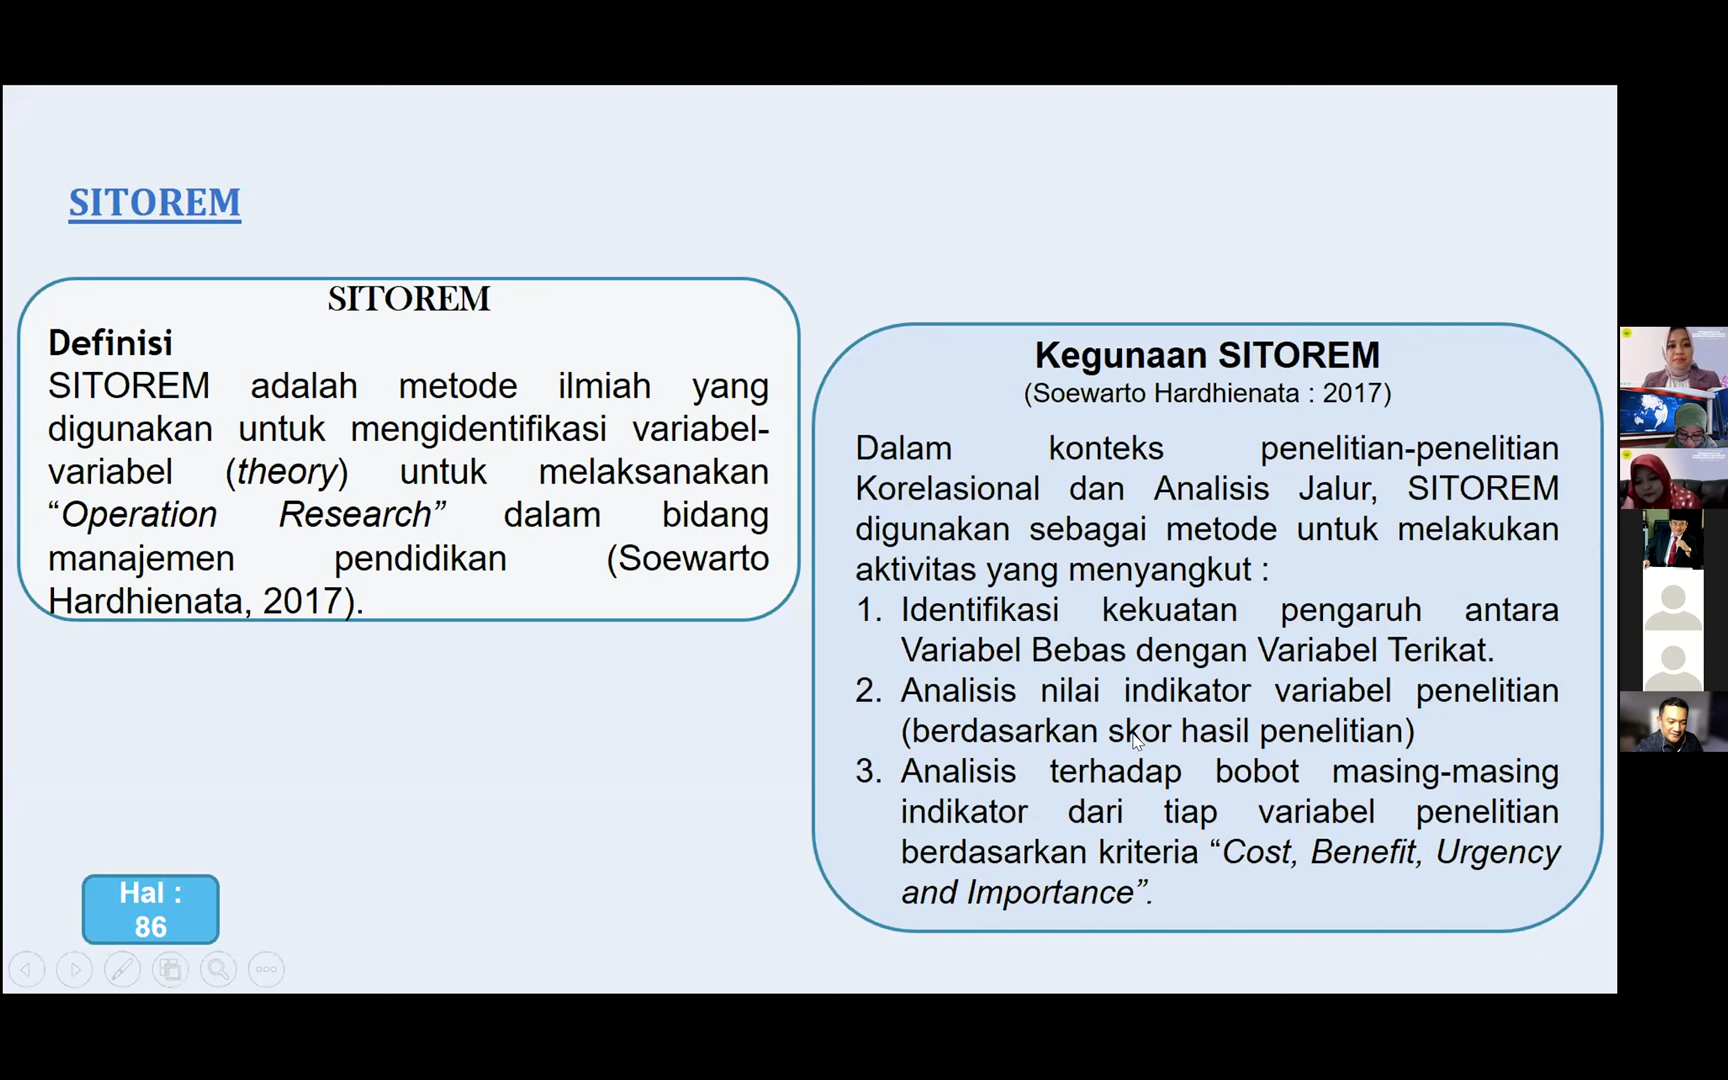 SITOREM
SITOREM
Definisi
SITOREM adalah metode ilmiah yang
digunakan untuk mengidentifikasi variabel-
variabel (theory) untuk melaksanakan
“Operation Research” dalam bidang
manajemen pendidikan (Soewarto
Hardhienata, 2017).
Kegunaan SITOREM
(Soewarto Hardhienata : 2017)
Dalam konteks penelitian-penelitian
Korelasional dan Analisis Jalur, SITOREM
digunakan sebagai metode untuk melakukan
aktivitas yang menyangkut :
1. Identifikasi kekuatan pengaruh antara
Variabel Bebas dengan Variabel Terikat.
2. Analisis nilai indikator variabel penelitian
(berdasarkan skor hasil penelitian)
3. Analisis terhadap bobot masing-masing
indikator dari tiap variabel penelitian
berdasarkan kriteria “Cost, Benefit, Urgency
and Importance”.
Hal :
86